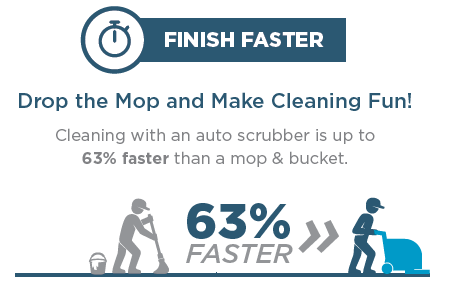 FINISH FASTER
Drop the Mop and Make Cleaning Fun!
Cleaning with an auto scrubber is up to
63% faster than a mop & bucket.
63%
FASTER